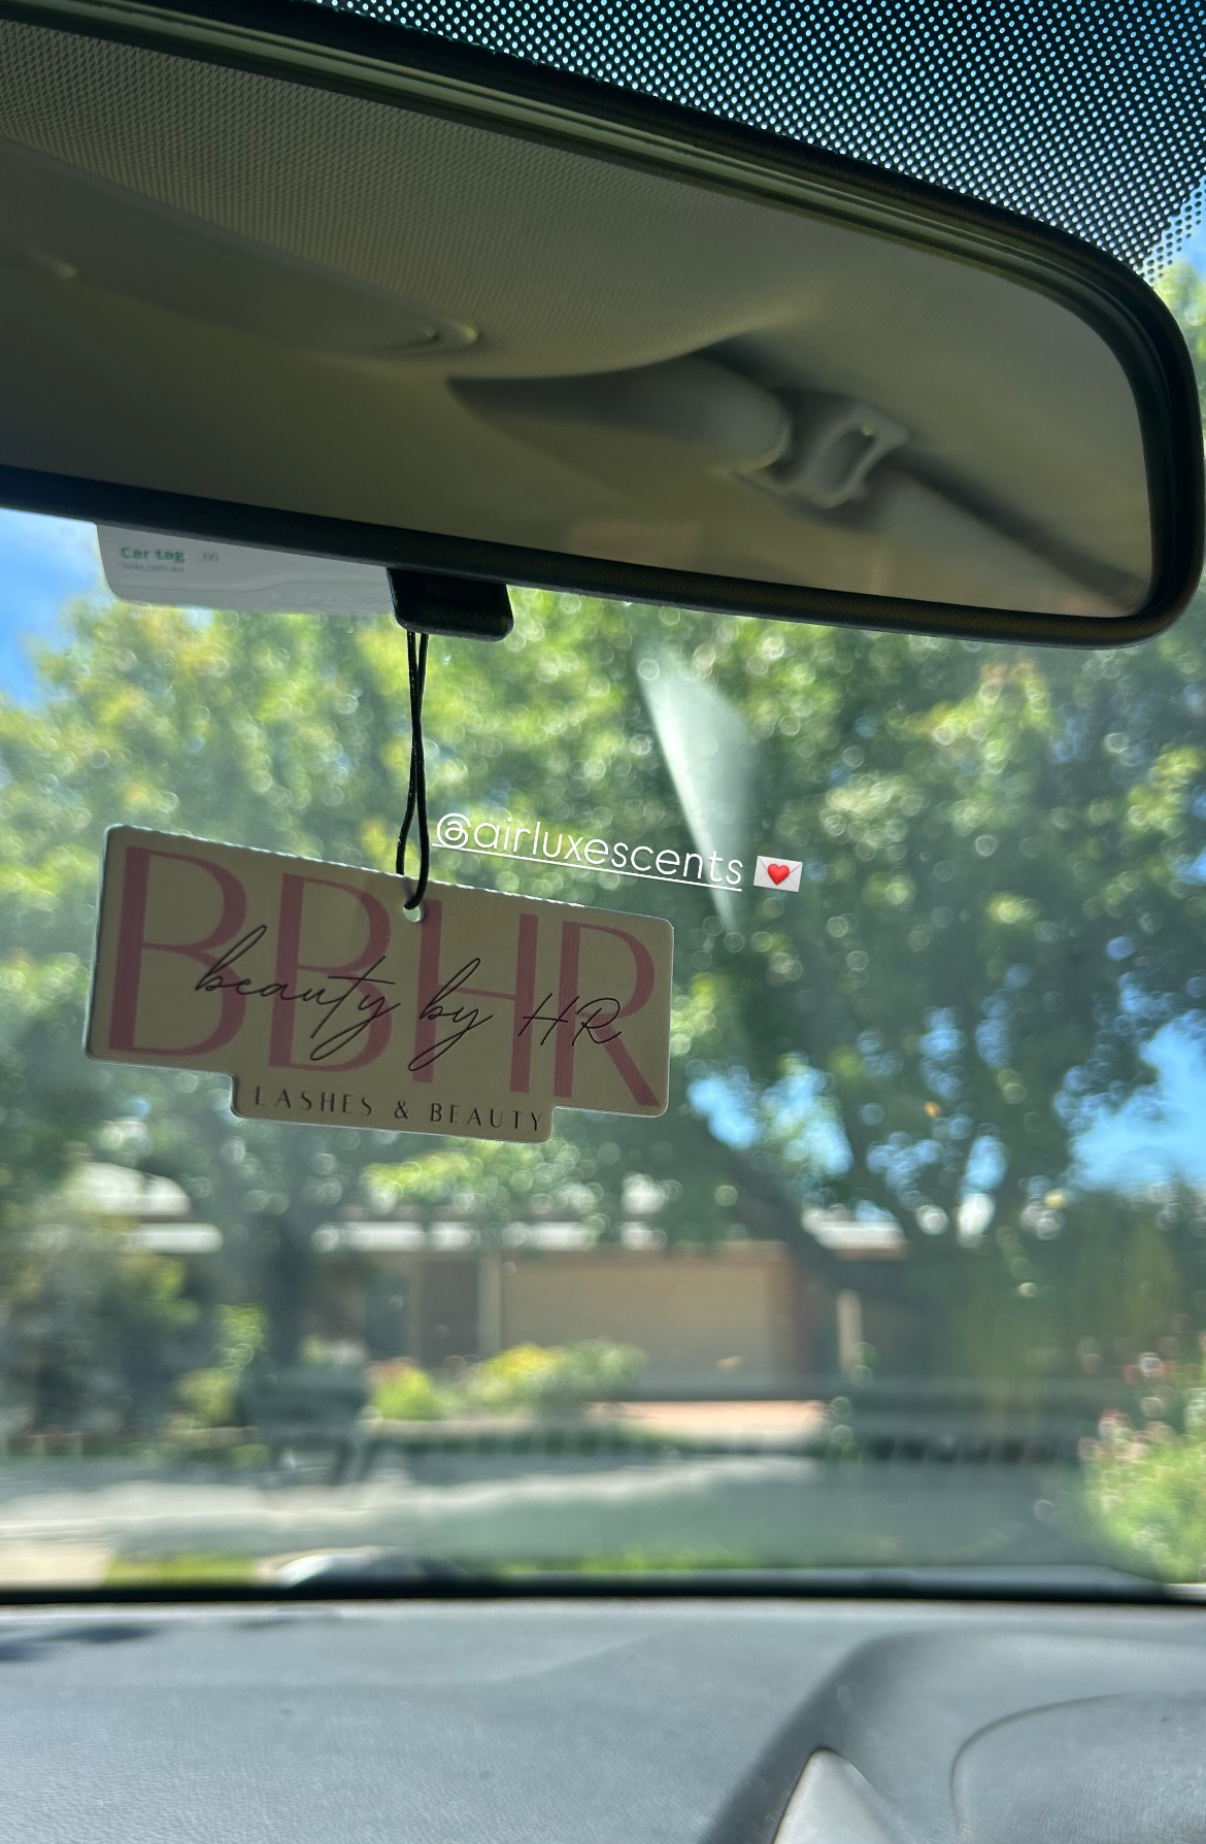 Car tag
@airluxescents
BBHR
beauty by HR
LASHES & BEAUTY